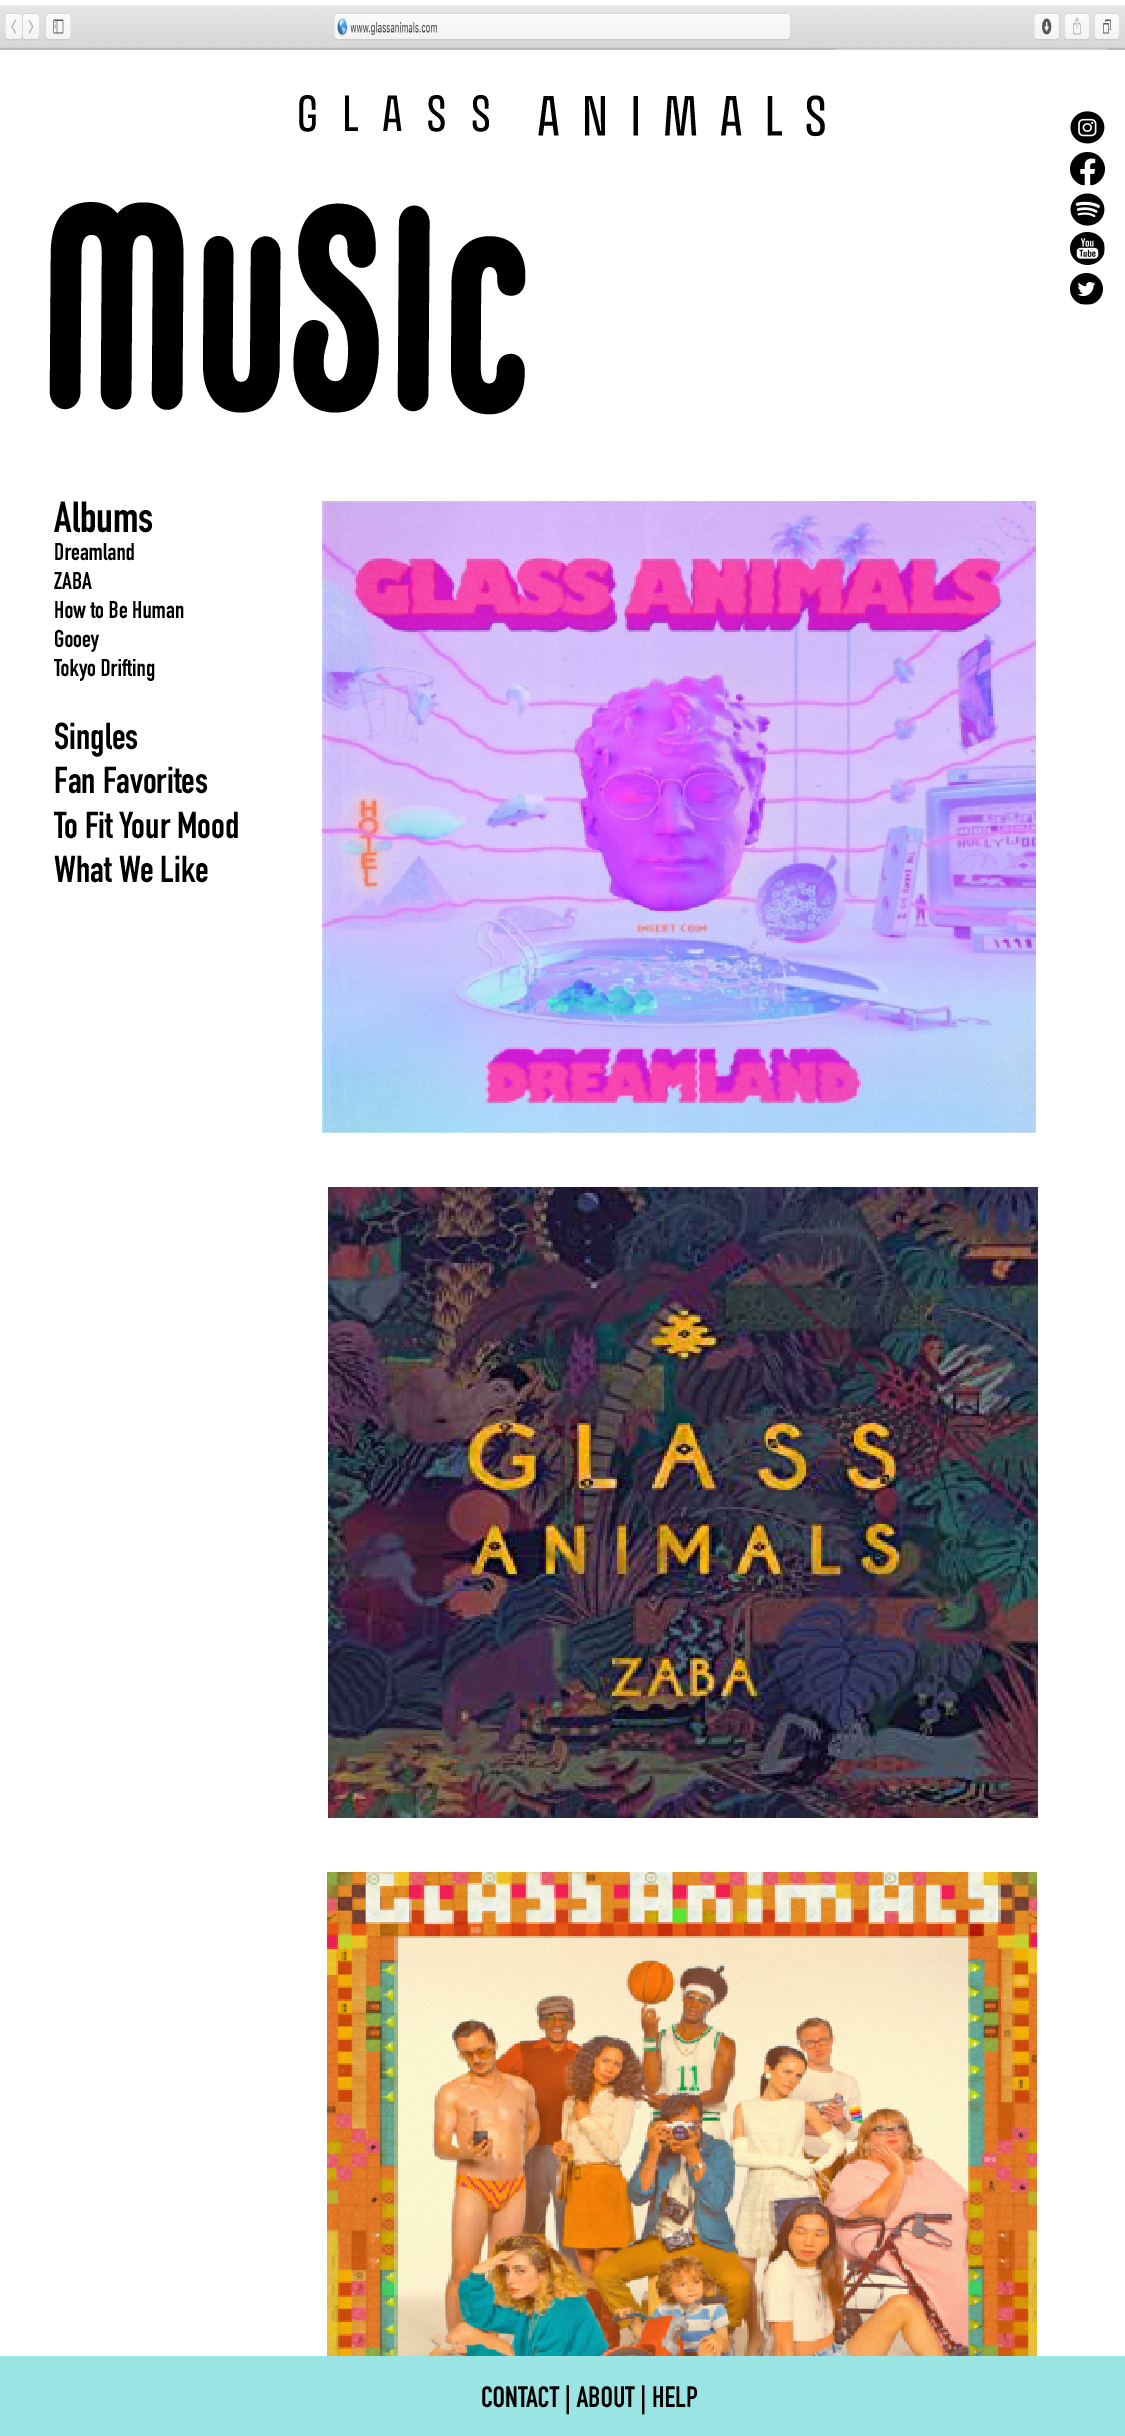 www.glassanimals.com
GLASS ANIMALS
MuSIC
You
Tube
Albums
Dreamland
ZABA
How to Be Human
Gooey
Tokyo Drifting
Singles
Fan Favorites
To Fit Your Mood
What We Like
GLASS ANIMALS
HOTEL
HOLLYWOO
INSERT COIN
1998
DREAMLAND
GLASS
ANIMALS
ZABA
GLASS ANIMALS
11
CONTACT | ABOUT | HELP